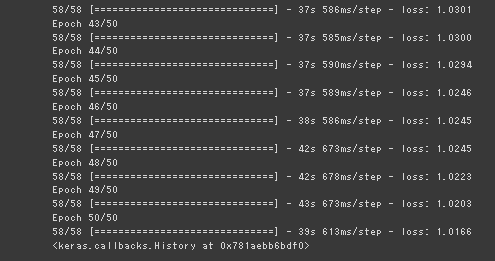 58/58 [==============================] - 37s 586ms/step - loss: 1.0301
Epoch 43/50
58/58 [==============================] - 37s 585ms/step - loss: 1.0300
Epoch 44/50
58/58 [==============================] - 37s 590ms/step - loss: 1.0294
Epoch 45/50
58/58 [==============================] - 37s 589ms/step - loss: 1.0246
Epoch 46/50
58/58 [==============================] - 38s 586ms/step - loss: 1.0245
Epoch 47/50
58/58 [==============================] - 42s 673ms/step - loss: 1.0245
Epoch 48/50
58/58 [==============================] - 42s 678ms/step - loss: 1.0223
Epoch 49/50
58/58 [==============================] - 43s 673ms/step - loss: 1.0203
Epoch 50/50
58/58 [==============================] - 39s 613ms/step - loss: 1.0166
<keras.callbacks.History at 0x781aebb6bdf0>